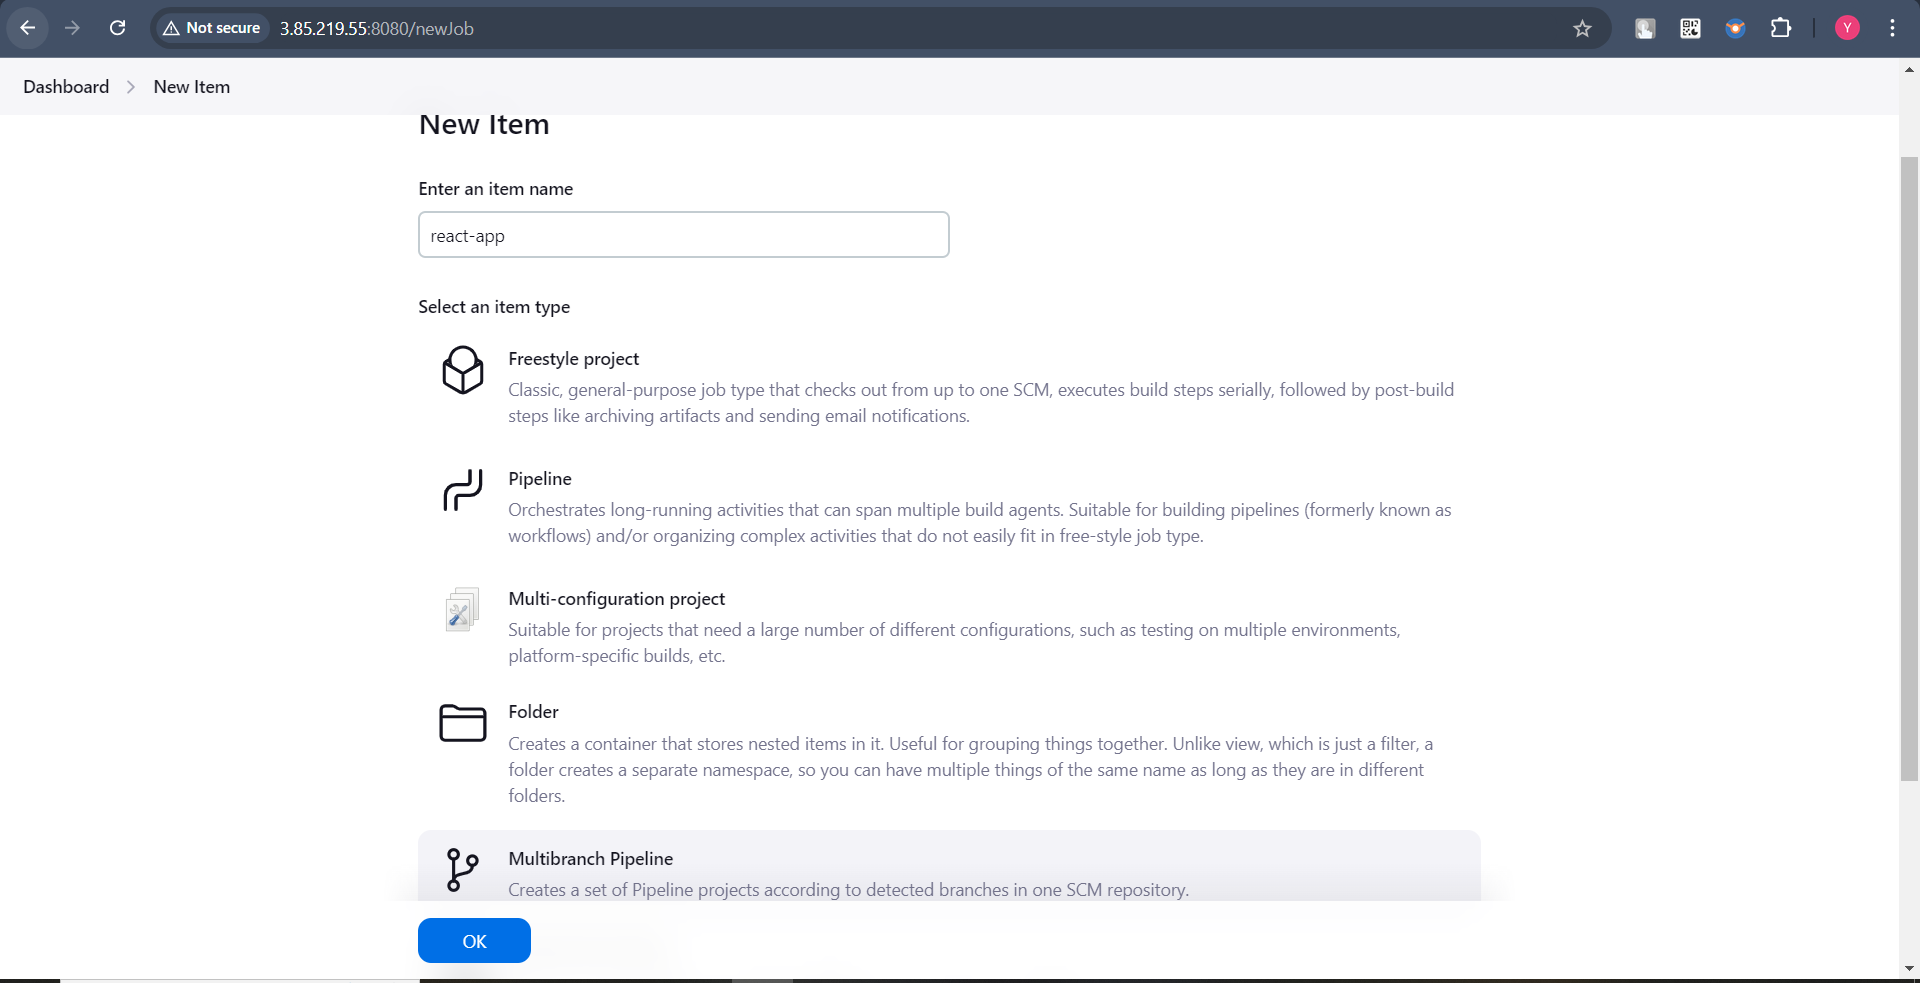 Not secure 3.85.219.55:8080/newJob
Y
Dashboard > New Item
New Item
Enter an item name
react-app
Select an item type
Freestyle project
Classic, general-purpose job type that checks out from up to one SCM, executes build steps serially, followed by post-build
steps like archiving artifacts and sending email notifications.
Pipeline
Orchestrates long-running activities that can span multiple build agents. Suitable for building pipelines (formerly known as
workflows) and/or organizing complex activities that do not easily fit in free-style job type.
Multi-configuration project
Suitable for projects that need a large number of different configurations, such as testing on multiple environments,
platform-specific builds, etc.
Folder
Creates a container that stores nested items in it. Useful for grouping things together. Unlike view, which is just a filter, a
folder creates a separate namespace, so you can have multiple things of the same name as long as they are in different
folders.
Multibranch Pipeline
Creates a set of Pipeline projects according to detected branches in one SCM repository.
OK